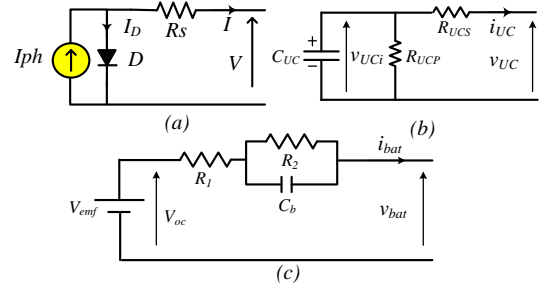 I_D
Rs
I
Iph
D
V
(a)
+
−
C_UC
v_UCi
R_UCP
R_UCS
i_UC
v_UC
(b)
V_emf
V_oc
R_1
R_2
C_b
i_bat
v_bat
(c)